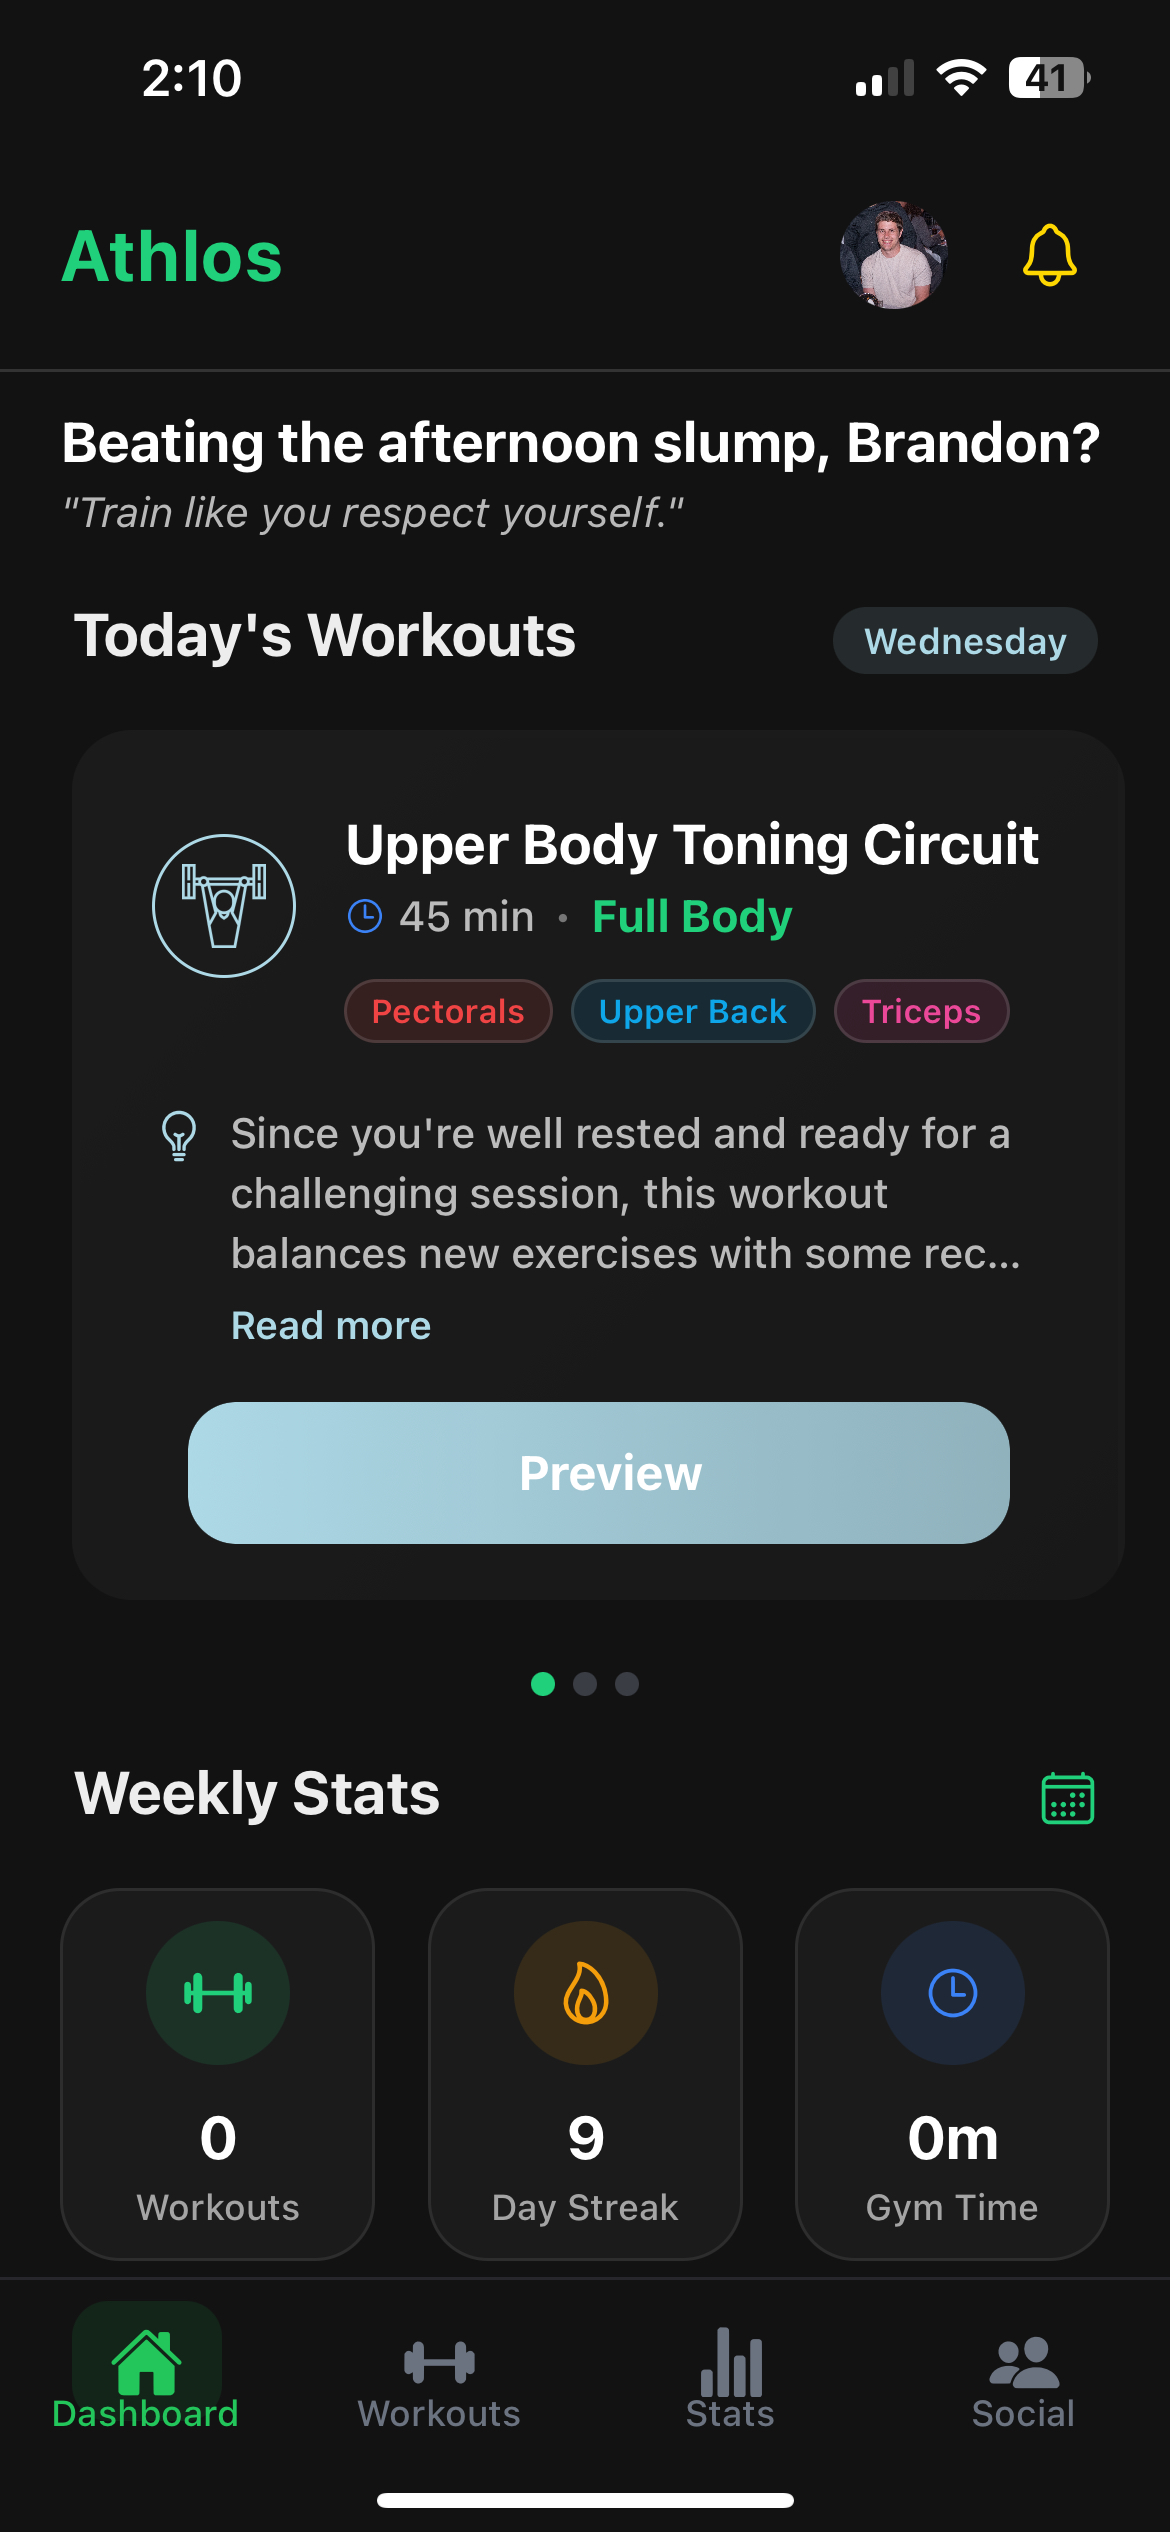 2:10
41
Athlos
Beating the afternoon slump, Brandon?
"Train like you respect yourself."
Today's Workouts
Wednesday
Upper Body Toning Circuit
45 min • Full Body
Pectorals
Upper Back
Triceps
Since you're well rested and ready for a
challenging session, this workout
balances new exercises with some rec...
Read more
Preview
Weekly Stats
0
Workouts
9
Day Streak
0m
Gym Time
Dashboard
Workouts
Stats
Social